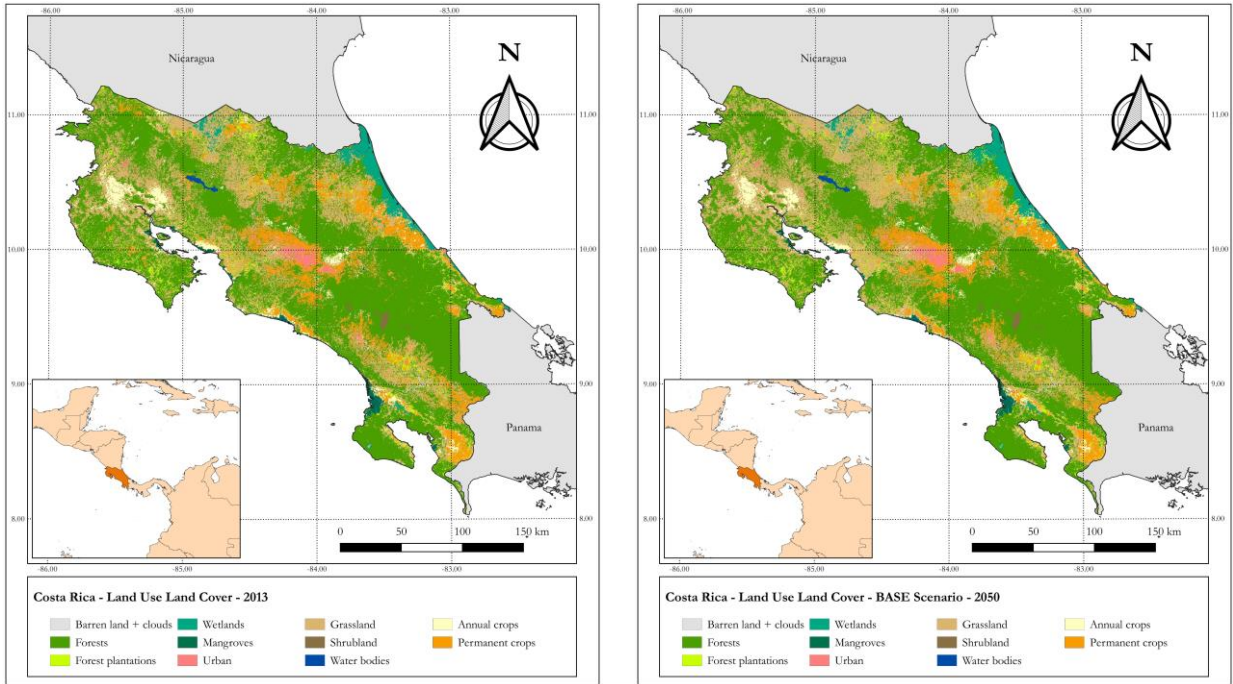 -86.00 -85.00 -84.00 -83.00
Nicaragua
N
11.00
11.00
10.00
10.00
9.00
9.00
Panama
8.00
8.00
0 50 100 150 km
-86.00 -85.00 -84.00 -83.00
Costa Rica - Land Use Land Cover - 2013
Barren land + clouds Wetlands Grassland Annual crops
Forests Mangroves Shrubland Permanent crops
Forest plantations Urban Water bodies
-86.00 -85.00 -84.00 -83.00
Nicaragua
N
11.00
11.00
10.00
10.00
9.00
9.00
Panama
8.00
8.00
0 50 100 150 km
-86.00 -85.00 -84.00 -83.00
Costa Rica - Land Use Land Cover - BASE Scenario - 2050
Barren land + clouds Wetlands Grassland Annual crops
Forests Mangroves Shrubland Permanent crops
Forest plantations Urban Water bodies